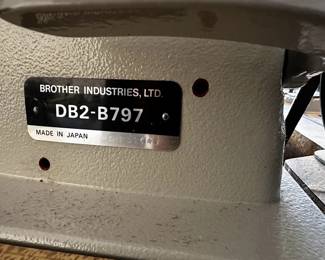 BROTHER INDUSTRIES, LTD.
DB2-B797
MADE IN JAPAN